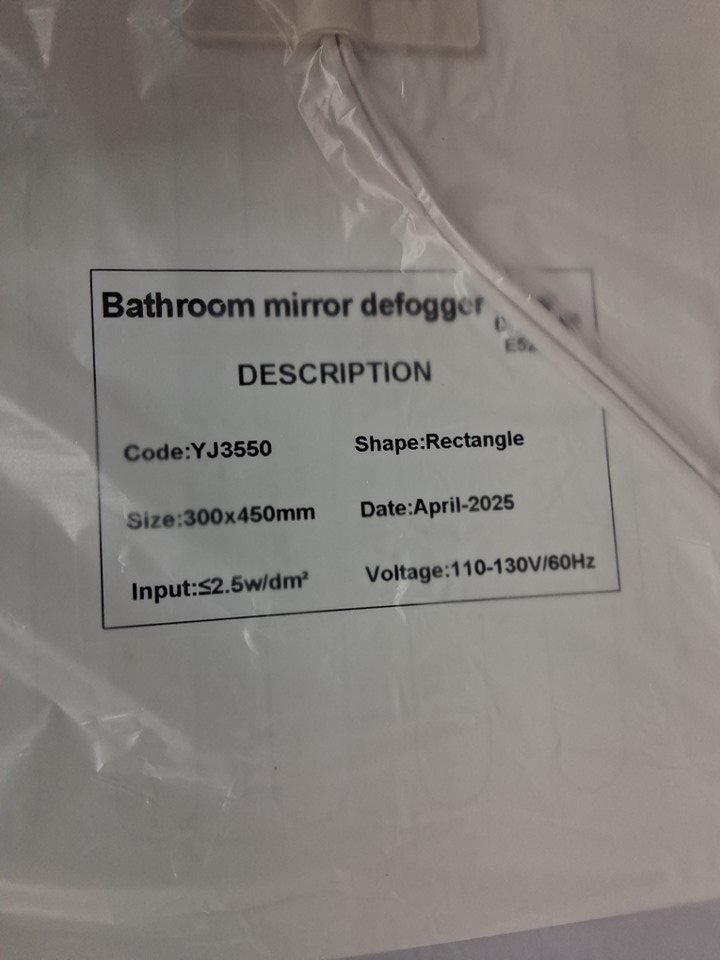 Bathroom mirror defogger
DESCRIPTION
Code:YJ3550 Shape:Rectangle
Size:300x450mm Date:April-2025
Input:≤2.5w/dm² Voltage:110-130V/60Hz